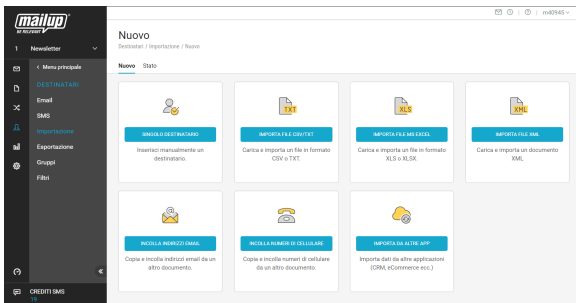 mailup
BE RELEVANT
m40945
1 Newsletter
< Menu principale
DESTINATARI
Email
SMS
Importazione
Esportazione
Gruppi
Filtri
CREDITI SMS
19
Nuovo
Destinatari / Importazione / Nuovo
Nuovo Stato
SINGOLO DESTINATARIO
Inserisci manualmente un
destinatario.
TXT
IMPORTA FILE CSV/TXT
Carica e importa un file in formato
CSV o TXT.
XLS
IMPORTA FILE MS EXCEL
Carica e importa un file in formato
XLS o XLSX.
XML
IMPORTA FILE XML
Carica e importa un documento
XML
@
INCOLLA INDIRIZZI EMAIL
Copia e incolla indirizzi email da un
altro documento.
INCOLLA NUMERI DI CELLULARE
Copia e incolla numeri di cellulare
da un altro documento.
IMPORTA DA ALTRE APP
Importa dati da altre applicazioni
(CRM, eCommerce ecc.)